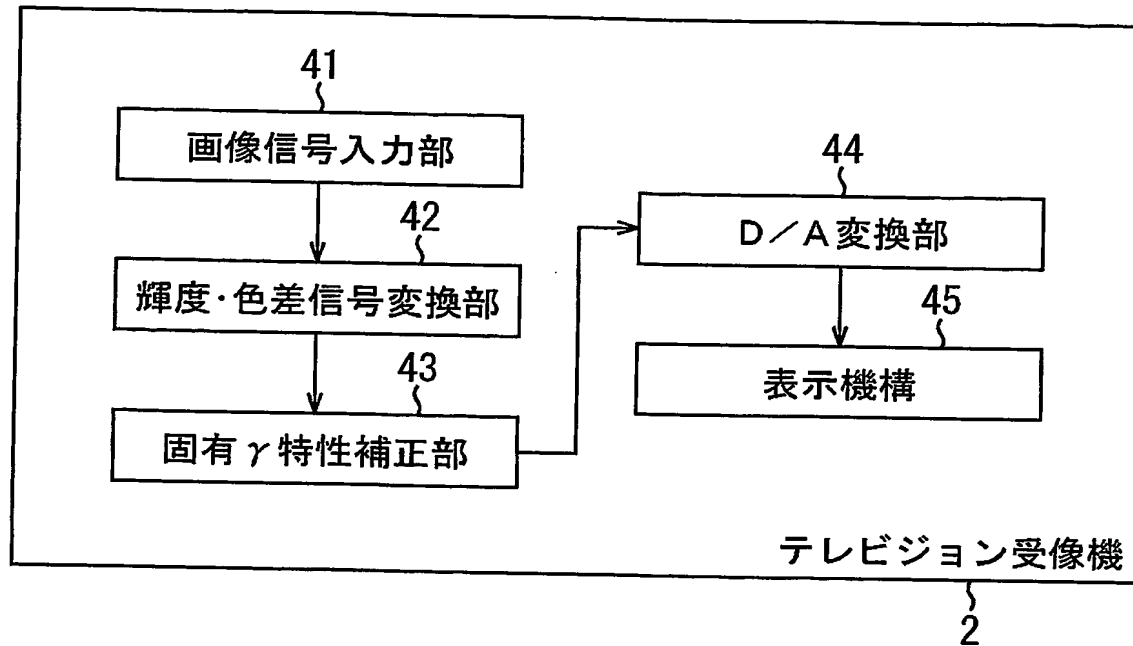 41
画像信号入力部
42
輝度・色差信号変換部
43
固有γ特性補正部
44
D／A変換部
45
表示機構
テレビジョン受像機
2